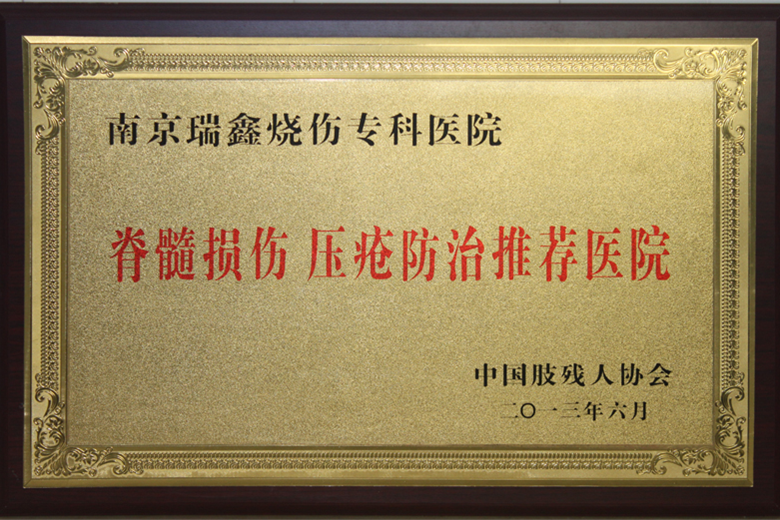 南京瑞鑫烧伤专科医院
脊髓损伤 压疮防治推荐医院
中国肢残人协会
二〇一三年六月